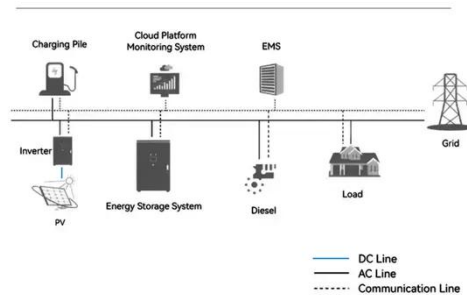 Charging Pile
Cloud Platform
Monitoring System
EMS
Grid
Inverter
PV
Energy Storage System
Diesel
Load
DC Line
AC Line
Communication Line